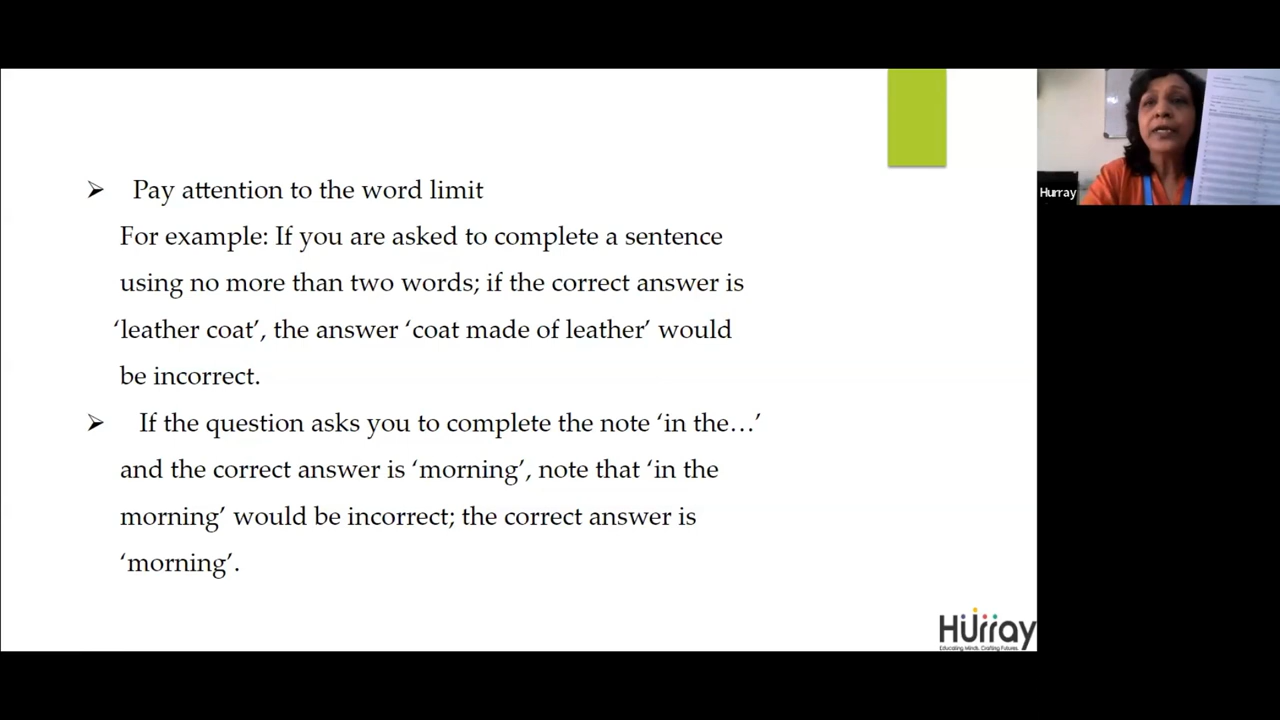 Pay attention to the word limit
For example: If you are asked to complete a sentence
using no more than two words; if the correct answer is
‘leather coat’, the answer ‘coat made of leather’ would
be incorrect.
If the question asks you to complete the note ‘in the…’
and the correct answer is ‘morning’, note that ‘in the
morning’ would be incorrect; the correct answer is
‘morning’.
Hurray
Hurray
Educating Minds. Crafting Futures.